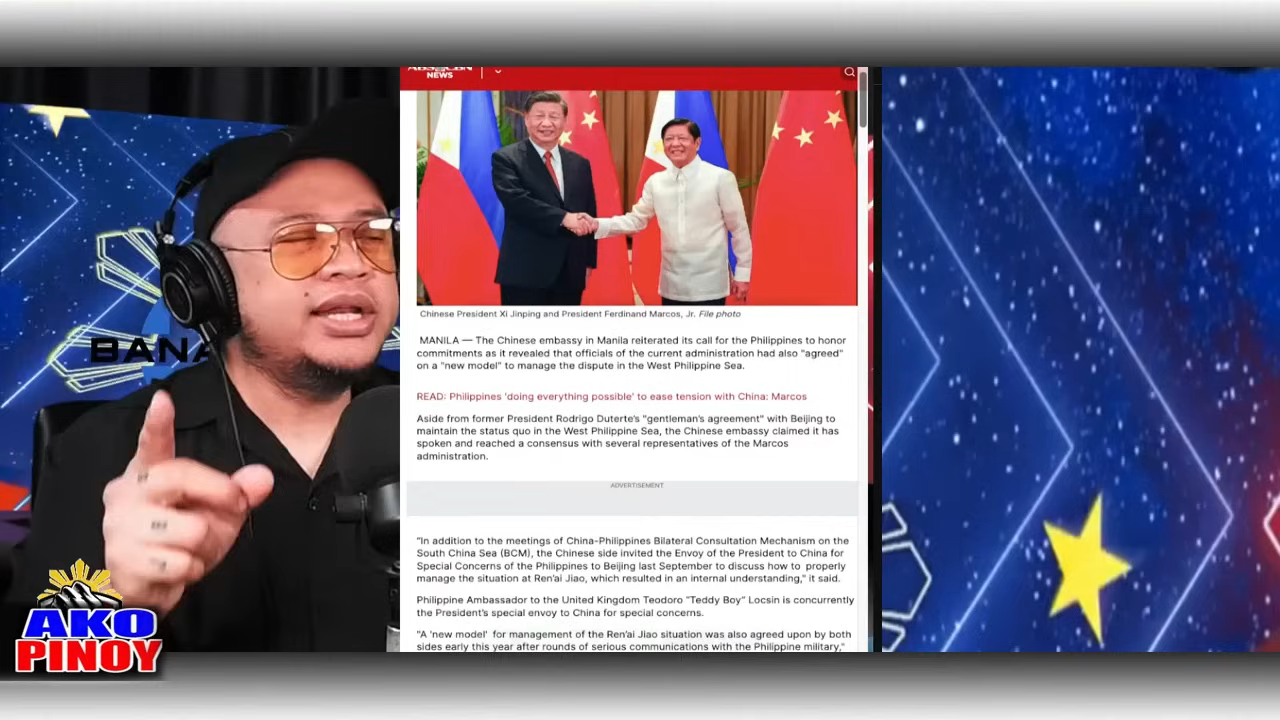 ABS-CBN
NEWS
BANA
Chinese President Xi Jinping and President Ferdinand Marcos, Jr. File photo
MANILA — The Chinese embassy in Manila reiterated its call for the Philippines to honor
commitments as it revealed that officials of the current administration had also "agreed"
on a "new model" to manage the dispute in the West Philippine Sea.
READ: Philippines 'doing everything possible' to ease tension with China: Marcos
Aside from former President Rodrigo Duterte's "gentleman's agreement" with Beijing to
maintain the status quo in the West Philippine Sea, the Chinese embassy claimed it has
spoken and reached a consensus with several representatives of the Marcos
administration.
ADVERTISEMENT
"In addition to the meetings of China-Philippines Bilateral Consultation Mechanism on the
South China Sea (BCM), the Chinese side invited the Envoy of the President to China for
Special Concerns of the Philippines to Beijing last September to discuss how to properly
manage the situation at Ren'ai Jiao, which resulted in an internal understanding," it said.
Philippine Ambassador to the United Kingdom Teodoro "Teddy Boy" Locsin is concurrently
the President's special envoy to China for special concerns.
"A 'new model' for management of the Ren'ai Jiao situation was also agreed upon by both
sides early this year after rounds of serious communications with the Philippine military,"
AKO
PINOY